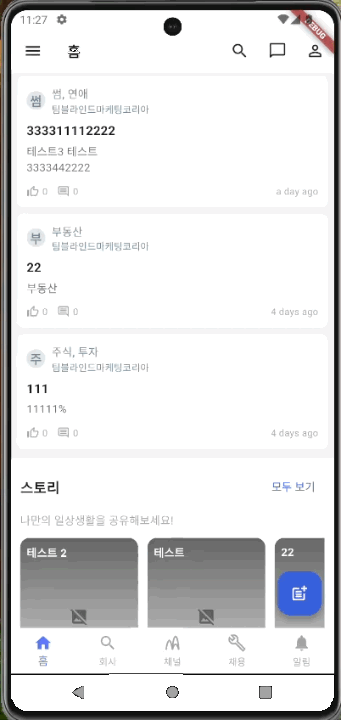 11:27
DEBUG
홈
썸
썸, 연애
팀블라인드마케팅코리아
333311112222
테스트3 테스트
3333442222
0 0 a day ago
부
부동산
팀블라인드마케팅코리아
22
부동산
0 0 4 days ago
주
주식, 투자
팀블라인드마케팅코리아
111
11111%
0 0 4 days ago
스토리 모두 보기
나만의 일상생활을 공유해보세요!
테스트 2 테스트 22
홈 회사 채널 채용 알림